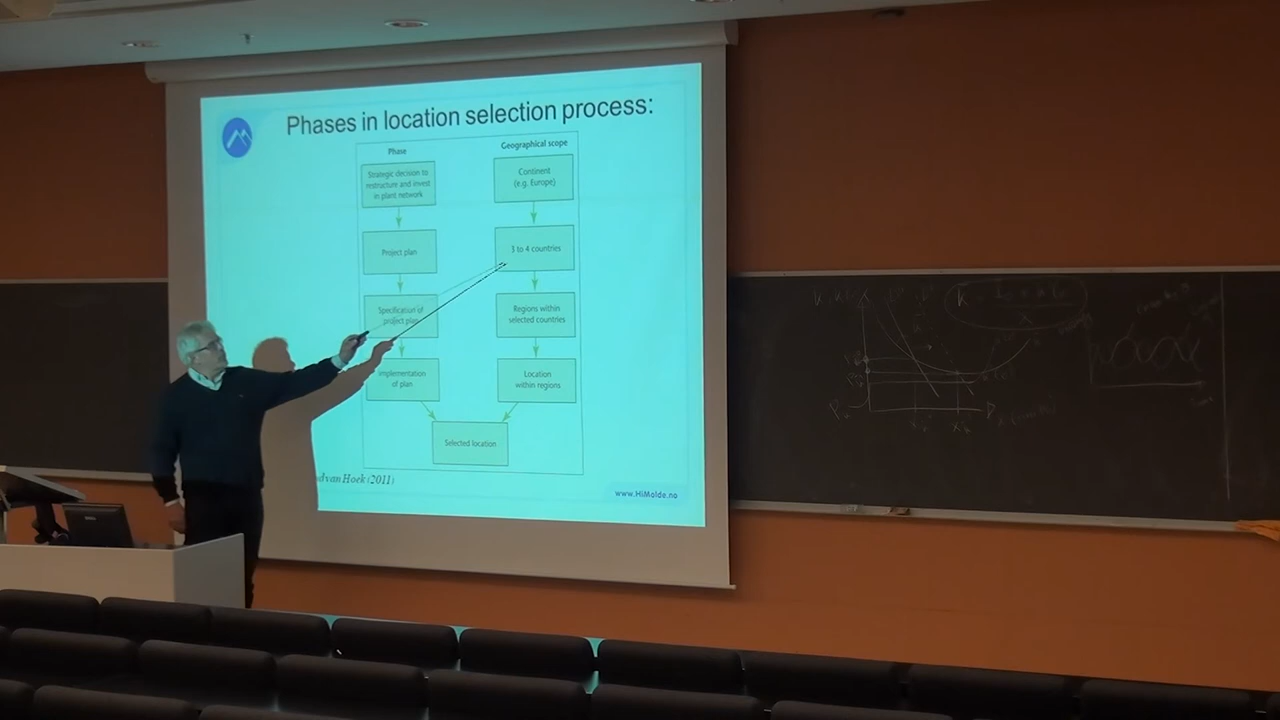 Phases in location selection process:
Phase
Geographical scope
Strategic decision to
restructure and invest
in plant network
Continent
(e.g. Europe)
Project plan
3 to 4 countries
Specification of
project plan
Regions within
selected countries
Implementation
of plan
Location
within regions
Selected location
van Hoek (2011)
www.HiMolde.no